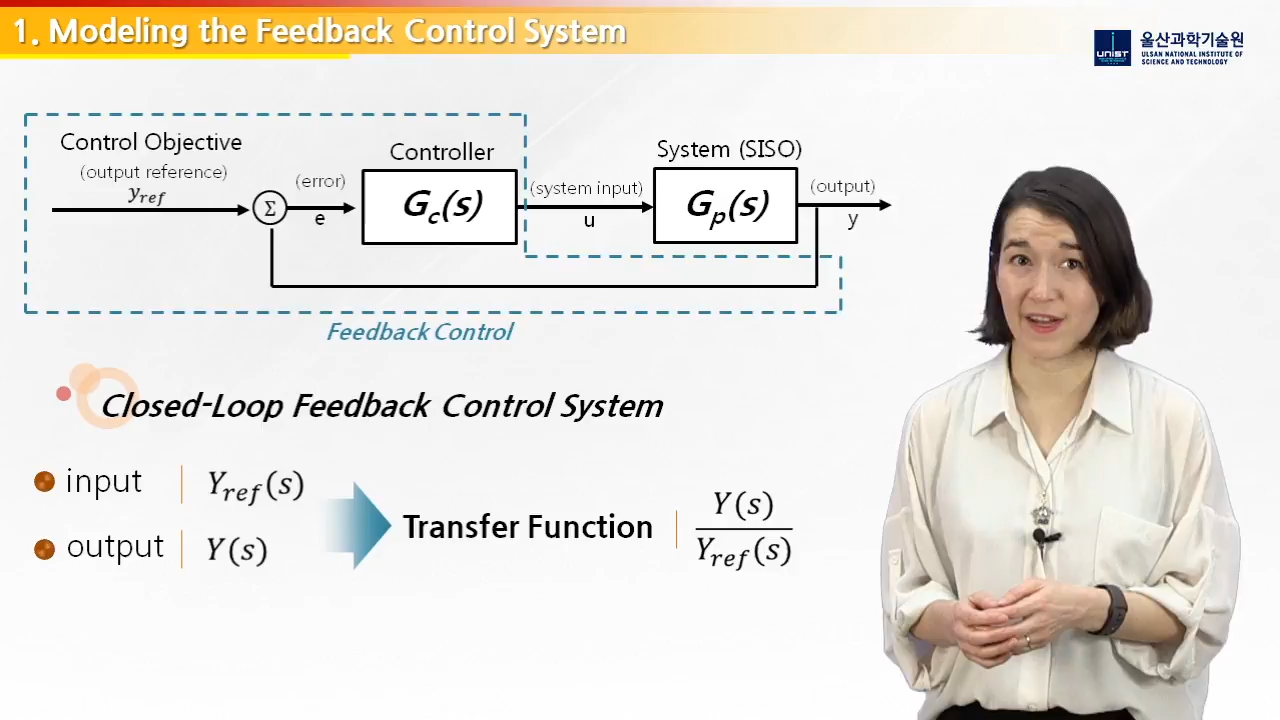 1. Modeling the Feedback Control System
UNIST
울산과학기술원
ULSAN NATIONAL INSTITUTE OF
SCIENCE AND TECHNOLOGY
Control Objective
(output reference)
y_ref
Σ
(error)
e
Controller
G_c(s)
(system input)
u
System (SISO)
G_p(s)
(output)
y
Feedback Control
Closed-Loop Feedback Control System
input
Y_ref(s)
output
Y(s)
Transfer Function
Y(s)
Y_ref(s)